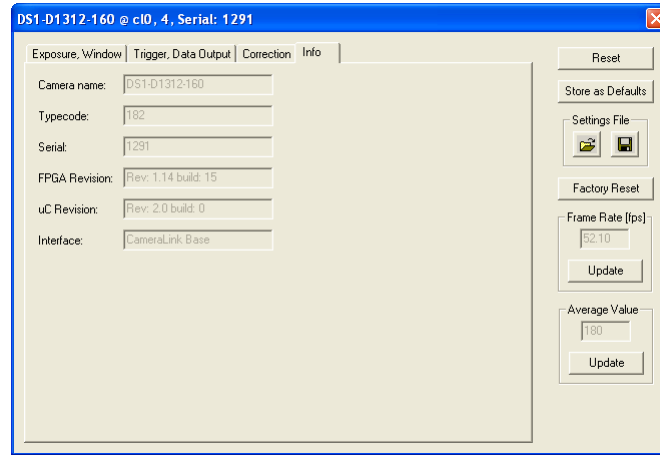 DS1-D1312-160 @ cl0, 4, Serial: 1291
Exposure, Window Trigger, Data Output Correction Info
Camera name: DS1-D1312-160
Typecode: 182
Serial: 1291
FPGA Revision: Rev: 1.14 build: 15
uC Revision: Rev: 2.0 build: 0
Interface: CameraLink Base
Reset
Store as Defaults
Settings File
Factory Reset
Frame Rate [fps]
52.10
Update
Average Value
180
Update